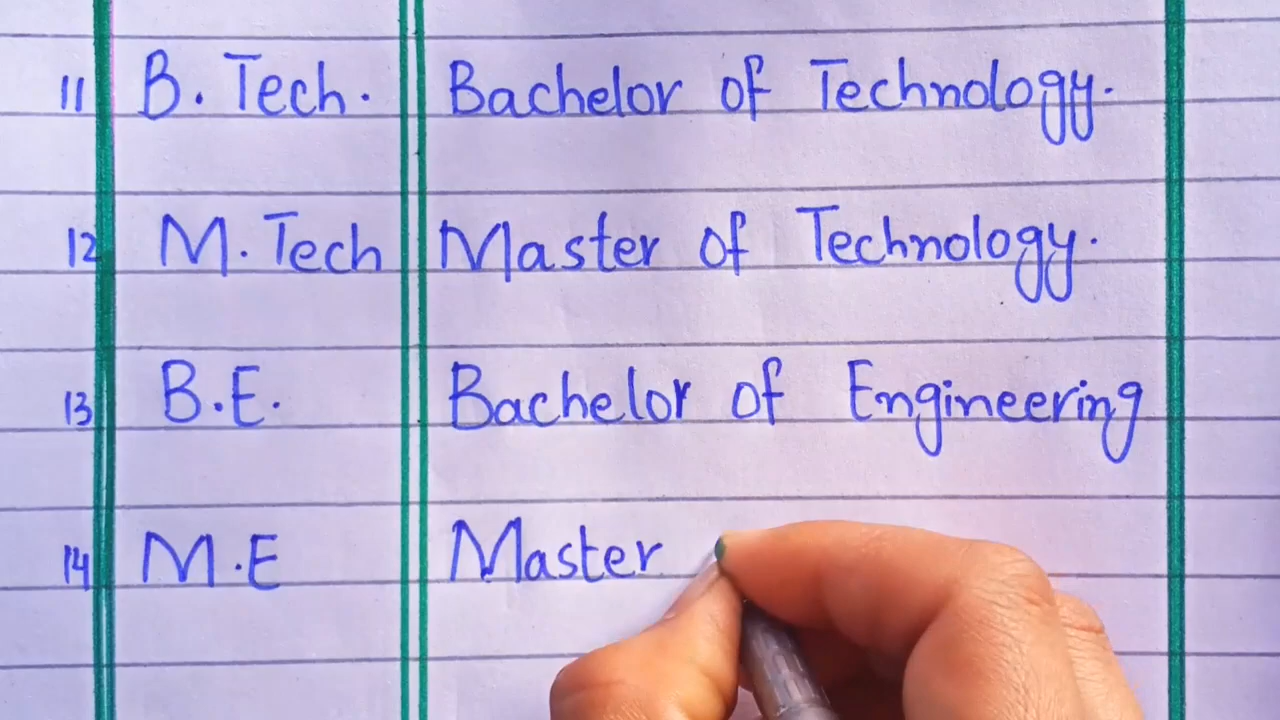 11 B. Tech. Bachelor of Technology.
12 M. Tech Master of Technology.
13 B.E. Bachelor of Engineering
14 M.E Master